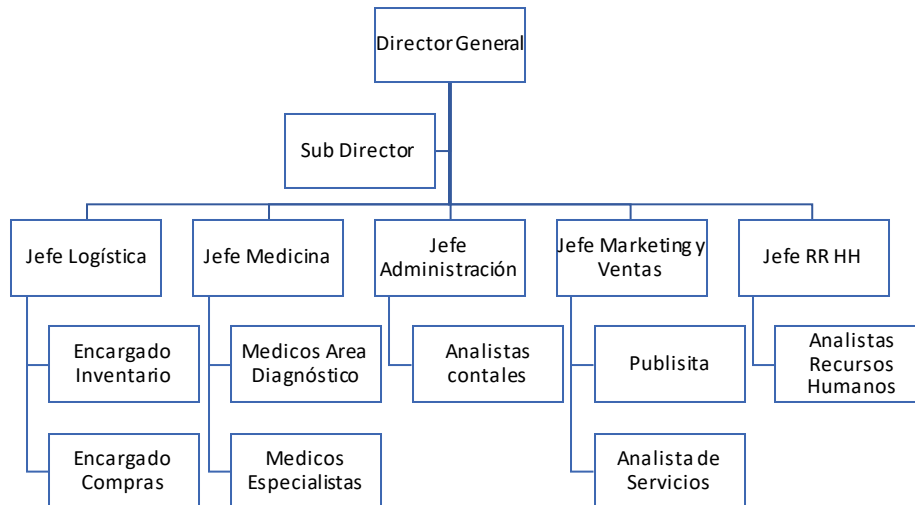 Director General
Sub Director
Jefe Logística
Jefe Medicina
Jefe
Administración
Jefe Marketing y
Ventas
Jefe RR HH
Encargado
Inventario
Medicos Area
Diagnóstico
Analistas
contales
Publisita
Analistas
Recursos
Humanos
Encargado
Compras
Medicos
Especialistas
Analista de
Servicios